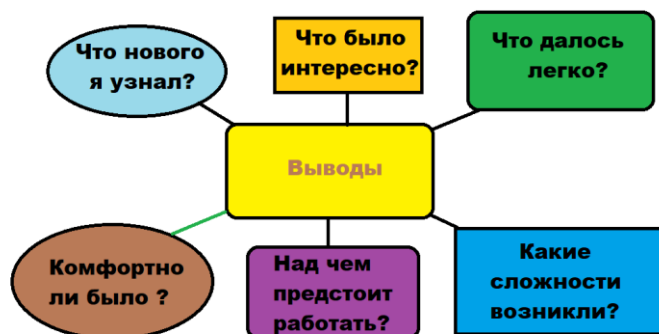 Что нового
я узнал?
Что было
интересно?
Что далось
легко?
Выводы
Комфортно
ли было ?
Над чем
предстоит
работать?
Какие
сложности
возникли?